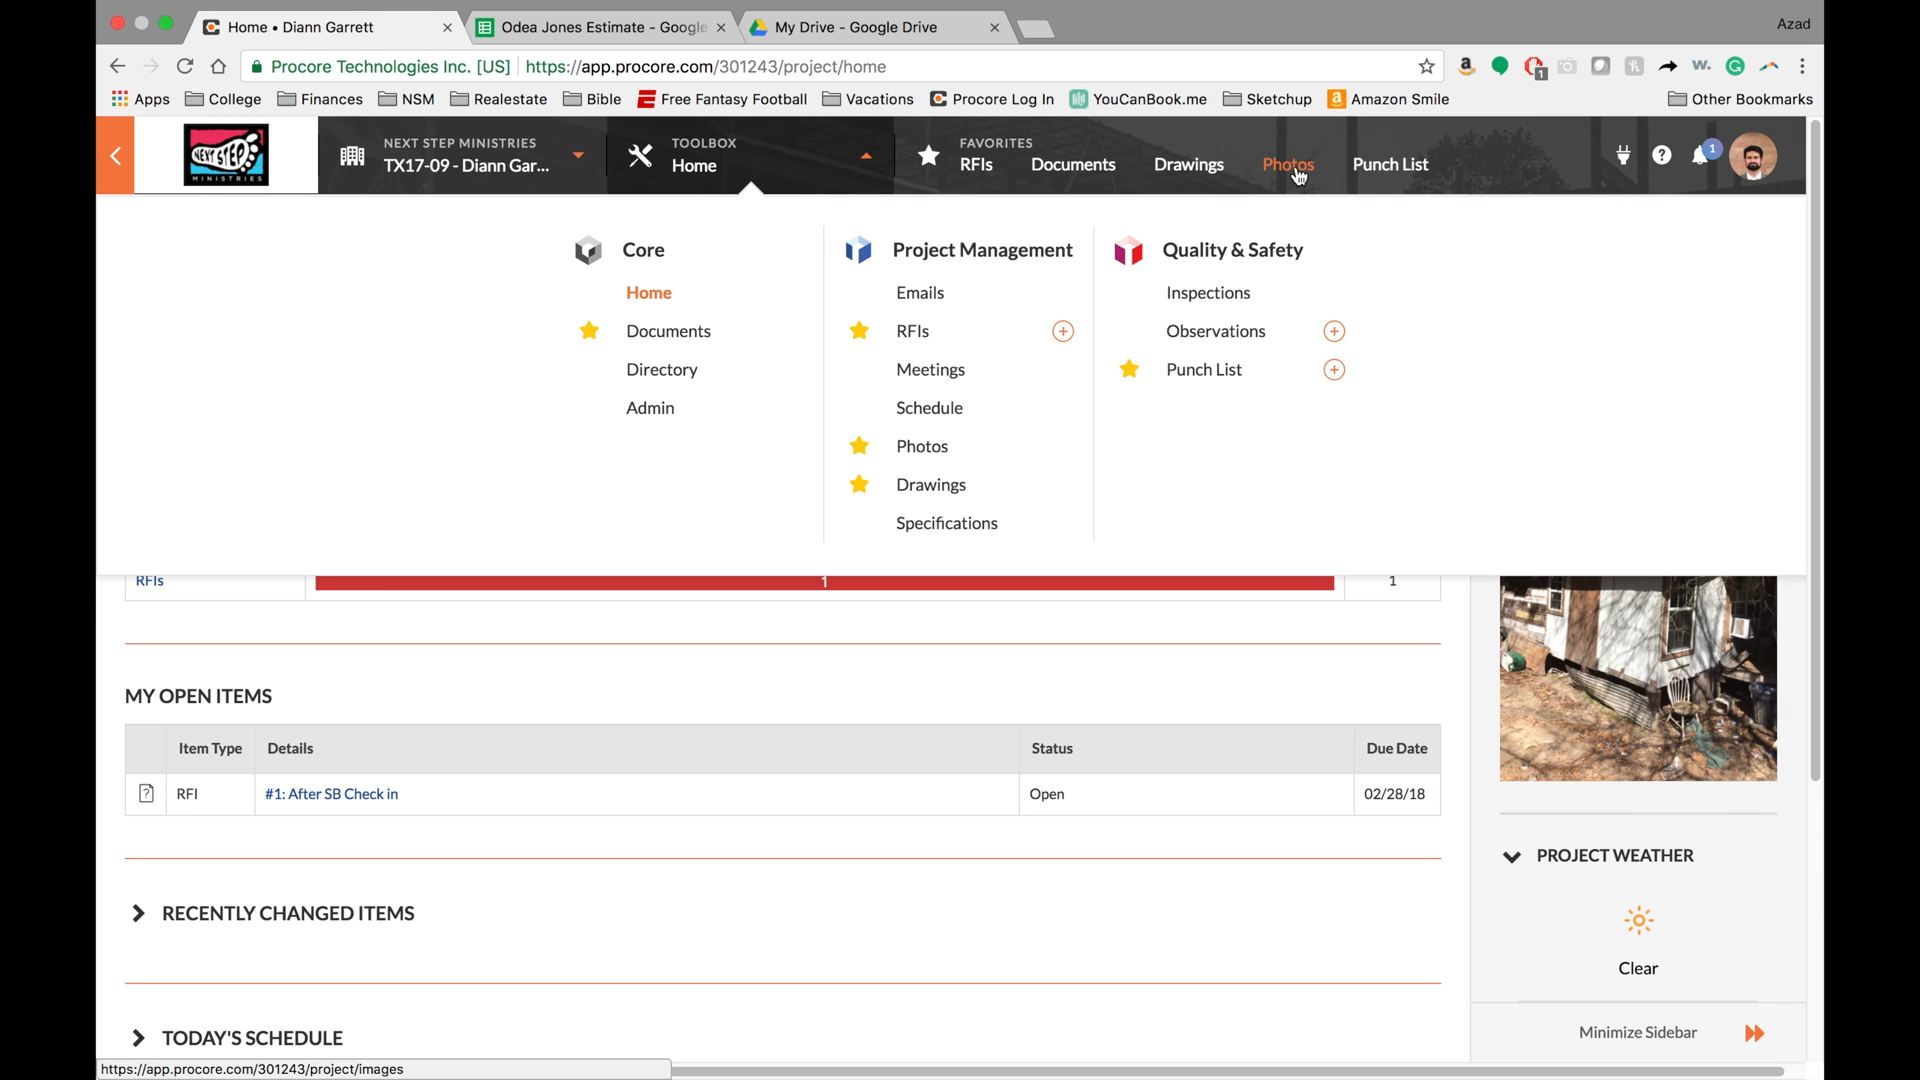 Home • Diann Garrett
Odea Jones Estimate - Google
My Drive - Google Drive
Azad
Procore Technologies Inc. [US]
https://app.procore.com/301243/project/home
1
Apps
College
Finances
NSM
Realestate
Bible
Free Fantasy Football
Vacations
Procore Log In
YouCanBook.me
Sketchup
Amazon Smile
Other Bookmarks
NEXT STEP
MINISTRIES
NEXT STEP MINISTRIES
TX17-09 - Diann Gar...
TOOLBOX
Home
FAVORITES
RFIs
Documents
Drawings
Photos
Punch List
1
Core
Home
Documents
Directory
Admin
Project Management
Emails
RFIs
Meetings
Schedule
Photos
Drawings
Specifications
Quality & Safety
Inspections
Observations
Punch List
RFIs
1
1
MY OPEN ITEMS
Item Type
Details
Status
Due Date
RFI
#1: After SB Check in
Open
02/28/18
RECENTLY CHANGED ITEMS
TODAY'S SCHEDULE
PROJECT WEATHER
Clear
Minimize Sidebar
https://app.procore.com/301243/project/images